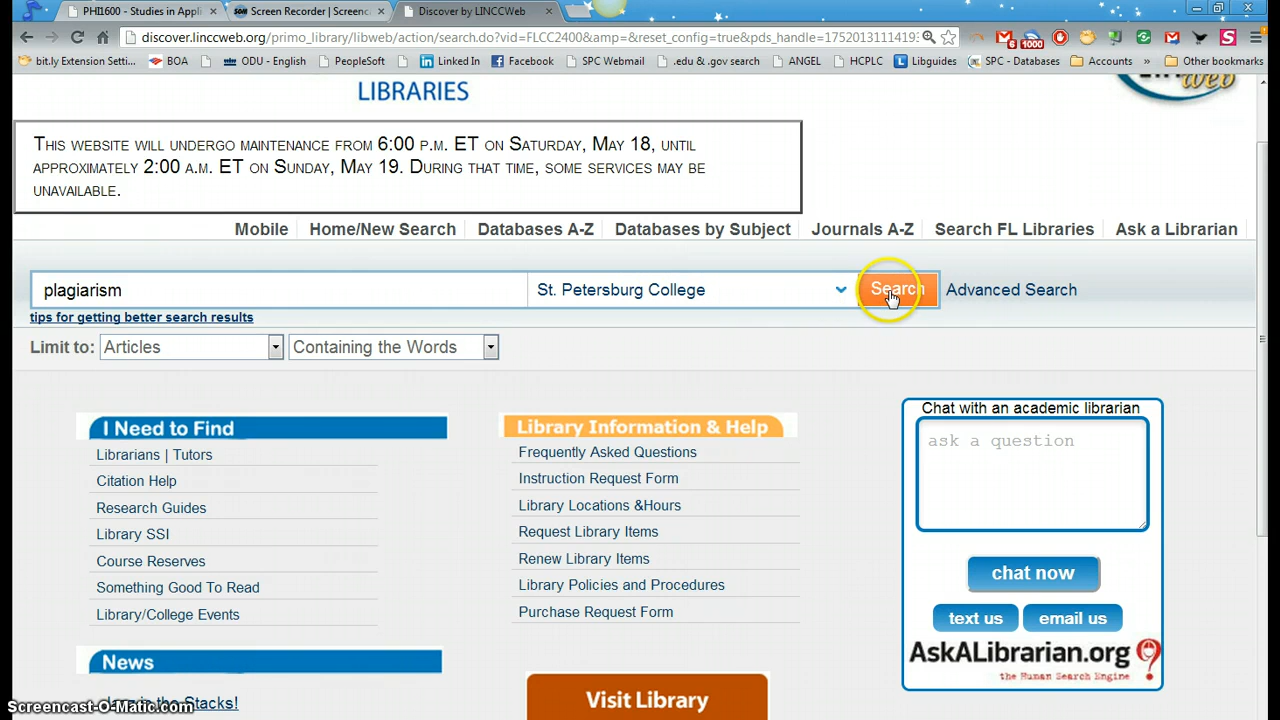 PHI1600 - Studies in Appli
Screen Recorder | Screenc
Discover by LINCCWeb
discover.linccweb.org/primo_library/libweb/action/search.do?vid=FLCC2400&amp=&reset_config=true&pds_handle=17520131114193
6
1000
bit.ly Extension Setti...
BOA
ODU - English
PeopleSoft
LinkedIn
Facebook
SPC Webmail
.edu & .gov search
ANGEL
HCPLC
Libguides
SPC - Databases
Accounts
»
Other bookmarks
LIBRARIES
web
THIS WEBSITE WILL UNDERGO MAINTENANCE FROM 6:00 P.M. ET ON SATURDAY, MAY 18, UNTIL
APPROXIMATELY 2:00 A.M. ET ON SUNDAY, MAY 19. DURING THAT TIME, SOME SERVICES MAY BE
UNAVAILABLE.
Mobile
Home/New Search
Databases A-Z
Databases by Subject
Journals A-Z
Search FL Libraries
Ask a Librarian
plagiarism
St. Petersburg College
Search
Advanced Search
tips for getting better search results
Limit to:
Articles
Containing the Words
I Need to Find
Librarians | Tutors
Citation Help
Research Guides
Library SSI
Course Reserves
Something Good To Read
Library/College Events
News
in the Stacks!
Library Information & Help
Frequently Asked Questions
Instruction Request Form
Library Locations &Hours
Request Library Items
Renew Library Items
Library Policies and Procedures
Purchase Request Form
Visit Library
Chat with an academic librarian
ask a question
chat now
text us
email us
AskALibrarian.org
the Human Search Engine
Screencast-O-Matic.com